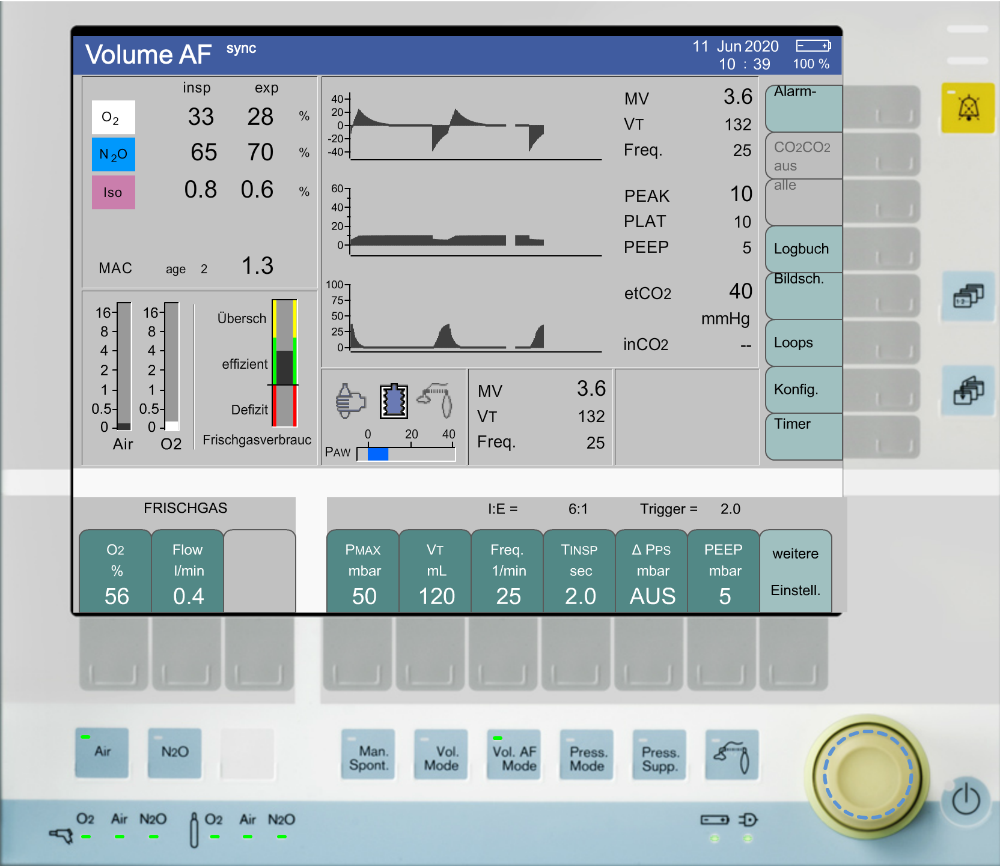 Volume AF sync
11 Jun 2020
10 : 39 100 %
insp exp
O2 33 28 %
N2O 65 70 %
Iso 0.8 0.6 %
MAC age 2 1.3
40
20
0
-20
-40
MV 3.6
VT 132
Freq. 25
60
40
20
0
PEAK 10
PLAT 10
PEEP 5
100
75
50
25
0
etCO2 40
mmHg
inCO2 --
Alarm-
CO2CO2
aus
alle
Logbuch
Bildsch.
Loops
Konfig.
Timer
16 16
8 8
4 4
2 2
1 1
0.5 0.5
0 0
Air O2
Übersch
effizient
Defizit
Frischgasverbrauc
0 20 40
PAW
MV 3.6
VT 132
Freq. 25
FRISCHGAS
I:E = 6:1 Trigger = 2.0
O2
%
56
Flow
l/min
0.4
PMAX
mbar
50
VT
mL
120
Freq.
1/min
25
TINSP
sec
2.0
Δ PPS
mbar
AUS
PEEP
mbar
5
weitere
Einstell.
Air
N2O
Man.
Spont.
Vol.
Mode
Vol. AF
Mode
Press.
Mode
Press.
Supp.
O2 Air N2O O2 Air N2O